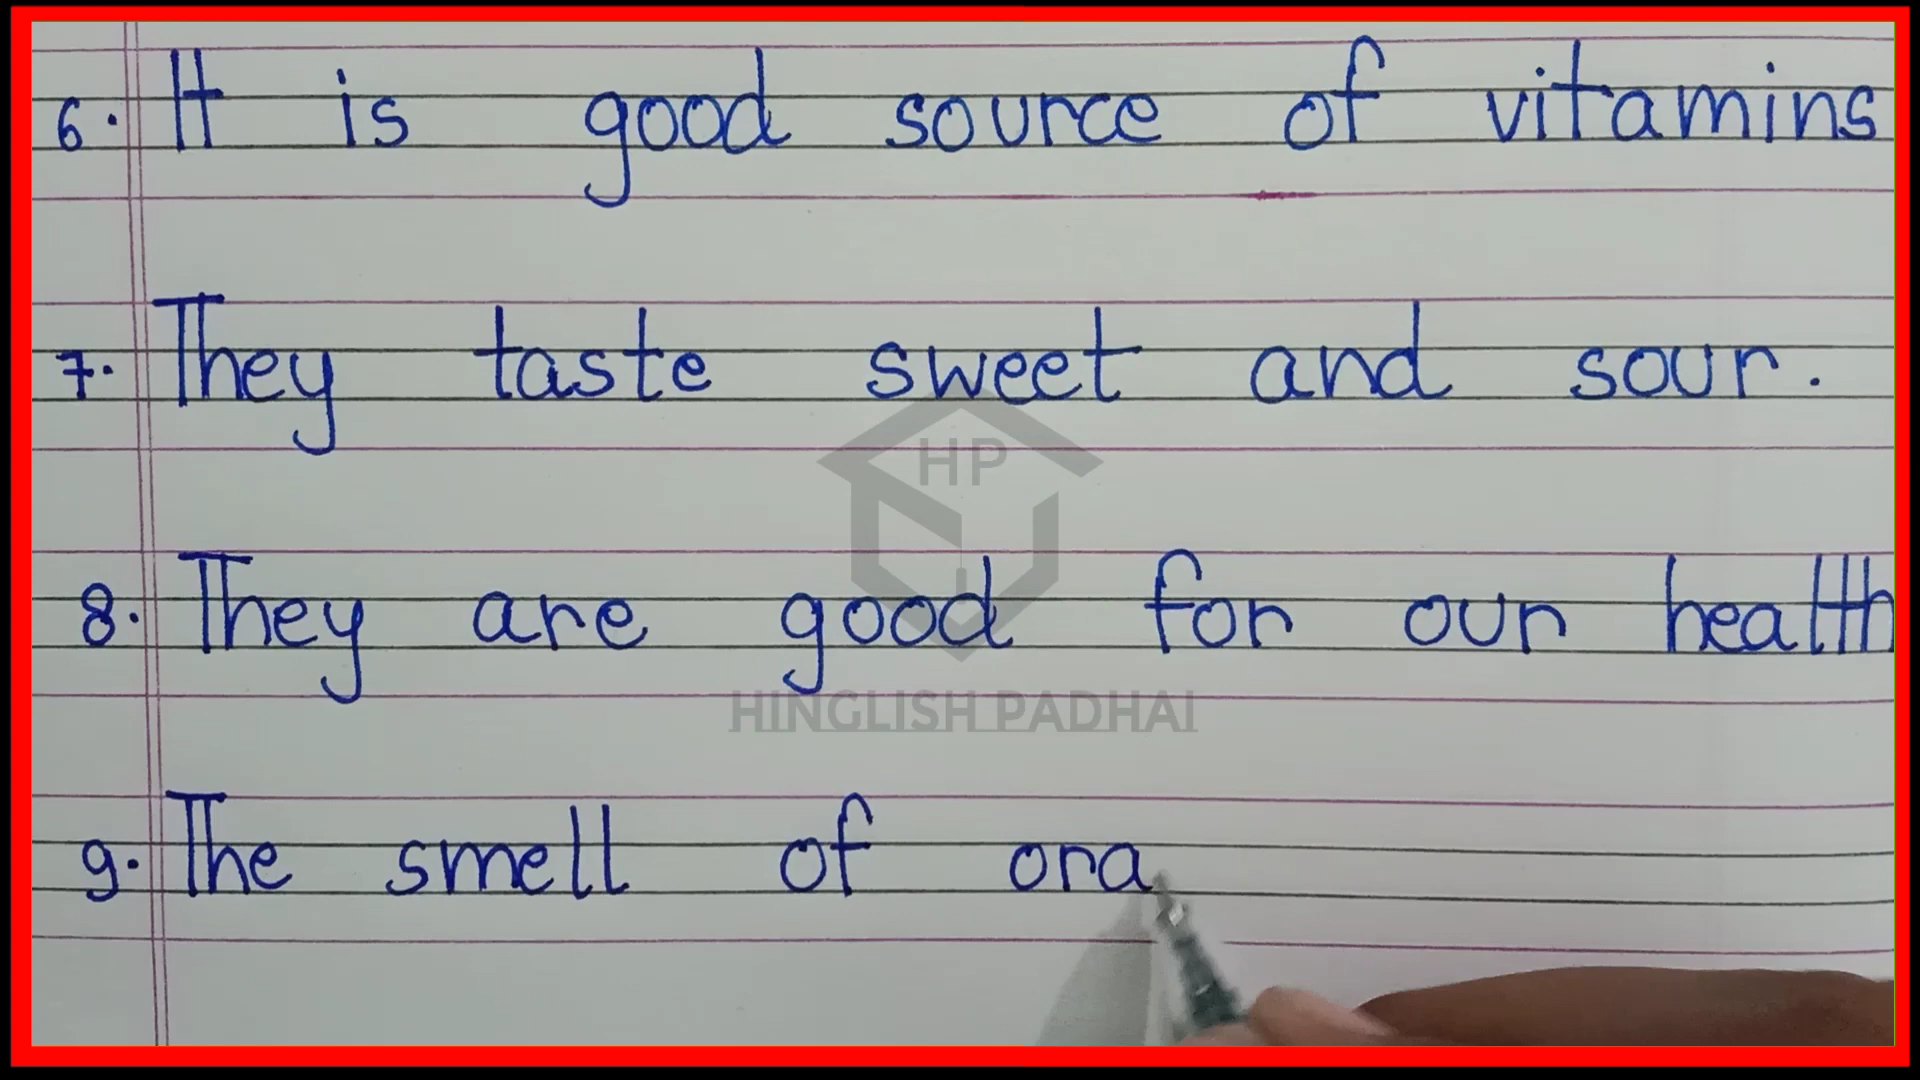 6. It is good source of vitamins
7. They taste sweet and sour.
8. They are good for our health
9. The smell of ora
HP
HINGLISH PADHAI